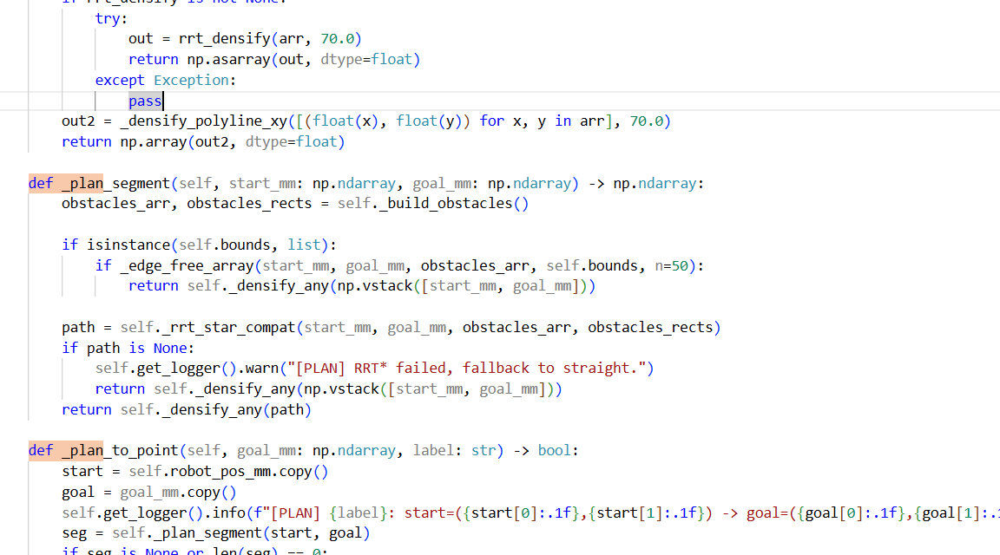 if rrt_densify is not None:
try:
out = rrt_densify(arr, 70.0)
return np.asarray(out, dtype=float)
except Exception:
pass
out2 = _densify_polyline_xy([(float(x), float(y)) for x, y in arr], 70.0)
return np.array(out2, dtype=float)
def _plan_segment(self, start_mm: np.ndarray, goal_mm: np.ndarray) -> np.ndarray:
obstacles_arr, obstacles_rects = self._build_obstacles()
if isinstance(self.bounds, list):
if _edge_free_array(start_mm, goal_mm, obstacles_arr, self.bounds, n=50):
return self._densify_any(np.vstack([start_mm, goal_mm]))
path = self._rrt_star_compat(start_mm, goal_mm, obstacles_arr, obstacles_rects)
if path is None:
self.get_logger().warn("[PLAN] RRT* failed, fallback to straight.")
return self._densify_any(np.vstack([start_mm, goal_mm]))
return self._densify_any(path)
def _plan_to_point(self, goal_mm: np.ndarray, label: str) -> bool:
start = self.robot_pos_mm.copy()
goal = goal_mm.copy()
self.get_logger().info(f"[PLAN] {label}: start=({start[0]:.1f},{start[1]:.1f}) -> goal=({goal[0]:.1f},{goal[1]:.1
seg = self._plan_segment(start, goal)
if seg is None or len(seg) == 0: